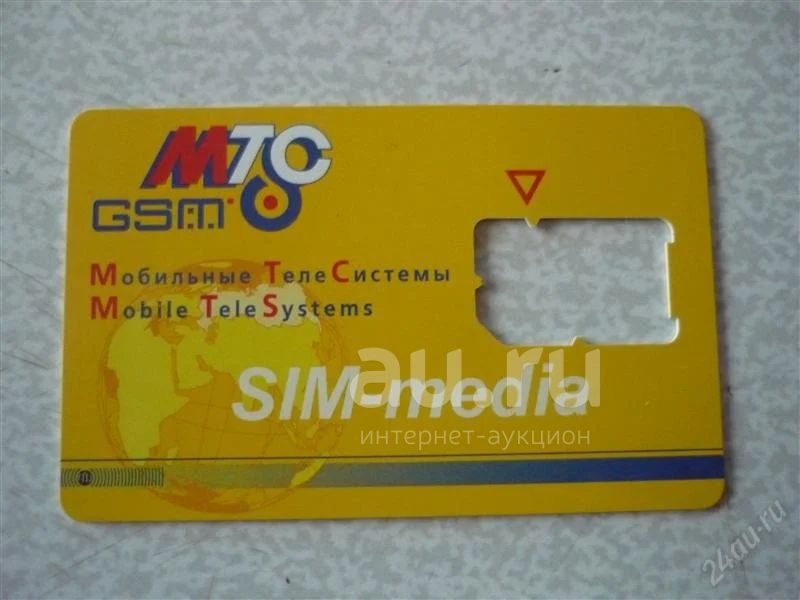 МТС
GSM
Мобильные ТелеСистемы
Mobile TeleSystems
au.ru
SIM-media
интернет-аукцион
24au.ru